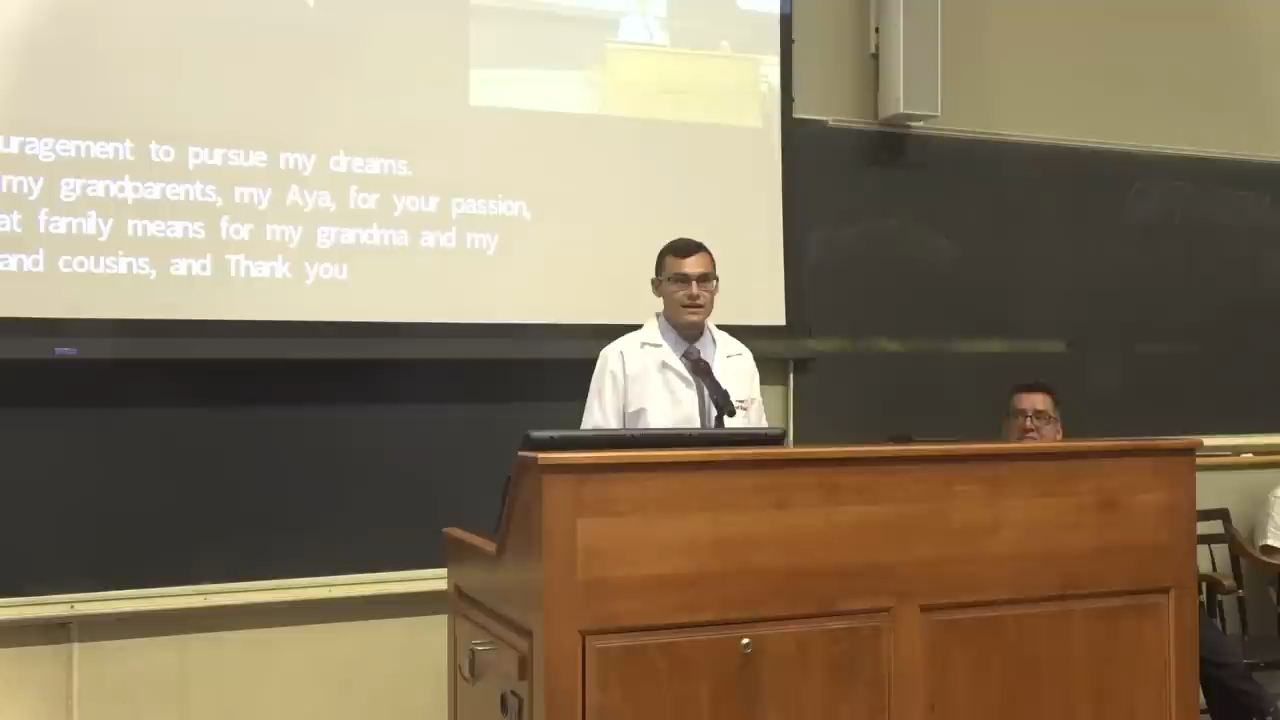 uragement to pursue my dreams.
my grandparents, my Aya, for your passion,
at family means for my grandma and my
and cousins, and Thank you